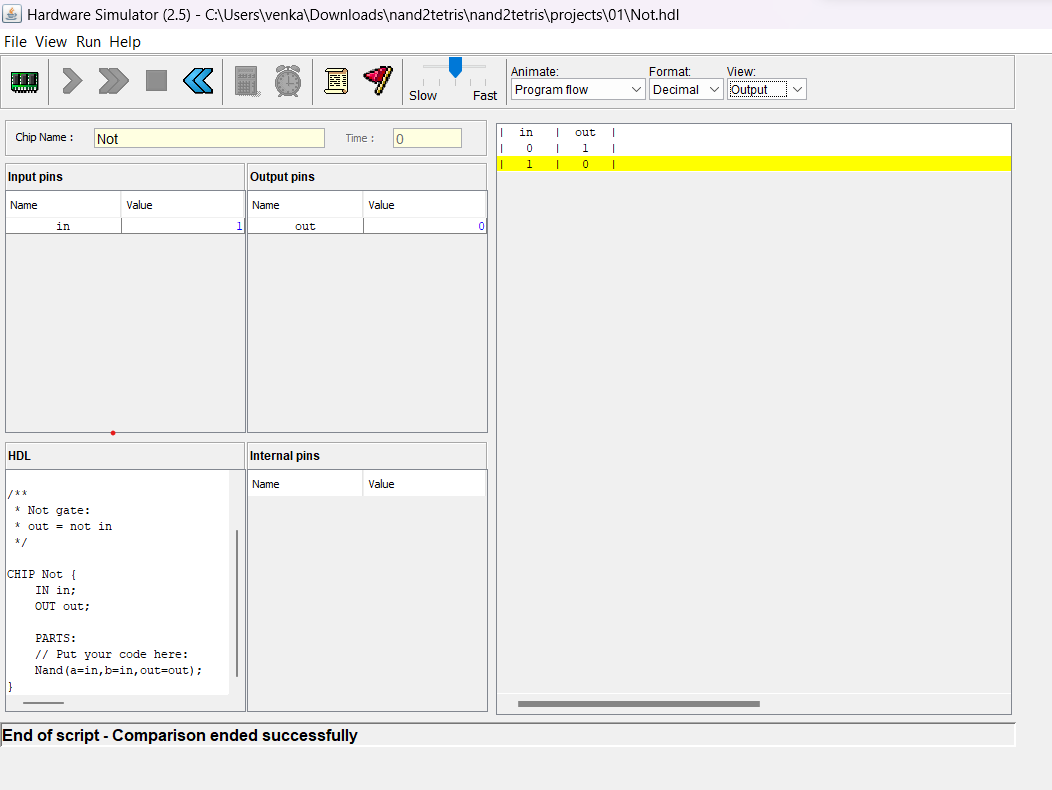 Hardware Simulator (2.5) - C:\Users\venka\Downloads\nand2tetris\nand2tetris\projects\01\Not.hdl
File View Run Help
Slow Fast
Animate: Format: View:
Program flow Decimal Output
Chip Name : Not Time : 0
Input pins
Name Value
in 1
Output pins
Name Value
out 0
| in | out |
| 0 | 1 |
| 1 | 0 |
HDL
/**
* Not gate:
* out = not in
*/
CHIP Not {
IN in;
OUT out;
PARTS:
// Put your code here:
Nand(a=in,b=in,out=out);
}
Internal pins
Name Value
End of script - Comparison ended successfully